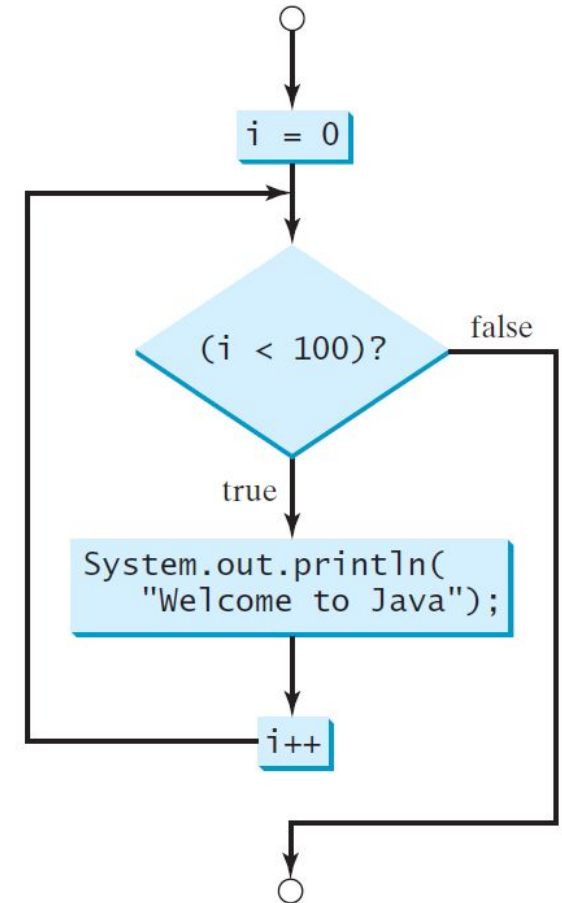 i = 0
(i < 100)?
false
true
System.out.println(
"Welcome to Java");
i++